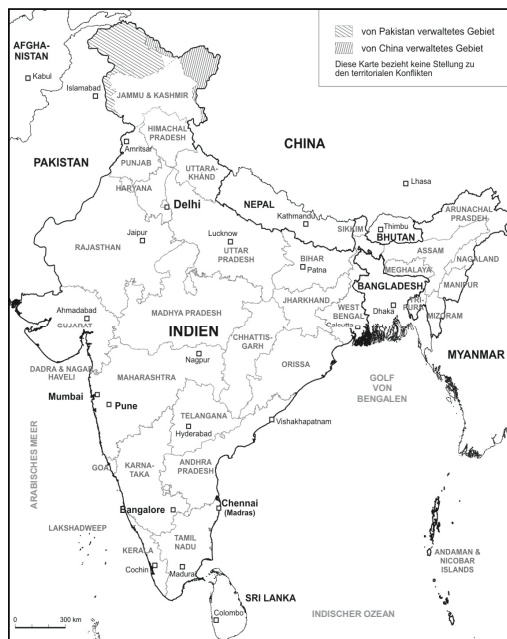 von Pakistan verwaltetes Gebiet
von China verwaltetes Gebiet
Diese Karte bezieht keine Stellung zu
den territorialen Konflikten
AFGHA-
NISTAN
Kabul
Islamabad
JAMMU & KASHMIR
HIMACHAL
PRADESH
Amritsar
CHINA
PAKISTAN
PUNJAB
UTTARA-
KHAND
HARYANA
Lhasa
Delhi
NEPAL
ARUNACHAL
PRASDEH
Kathmandu
SIKKIM
Thimbu
BHUTAN
Jaipur
Lucknow
RAJASTHAN
UTTAR
PRADESH
BIHAR
Patna
ASSAM
NAGALAND
MEGHALAYA
MANIPUR
BANGLADESH
JHARKHAND
WEST
BENGAL
Dhaka
TRI-
PURA
MIZORAM
Calcutta
Ahmadabad
GUJARAT
MADHYA PRADESH
INDIEN
CHHATTIS-
GARH
Nagpur
ORISSA
MYANMAR
DADRA & NAGAR
HAVELI
MAHARASHTRA
GOLF
VON
BENGALEN
Mumbai
Pune
TELANGANA
Hyderabad
Vishakhapatnam
ARABISCHES MEER
GOA
KARNA-
TAKA
ANDHRA
PRADESH
Bangalore
Chennai
(Madras)
LAKSHADWEEP
TAMIL
NADU
KERALA
Cochin
Madurai
ANDAMAN &
NICOBAR
ISLANDS
SRI LANKA
Colombo
INDISCHER OZEAN
0
300 km